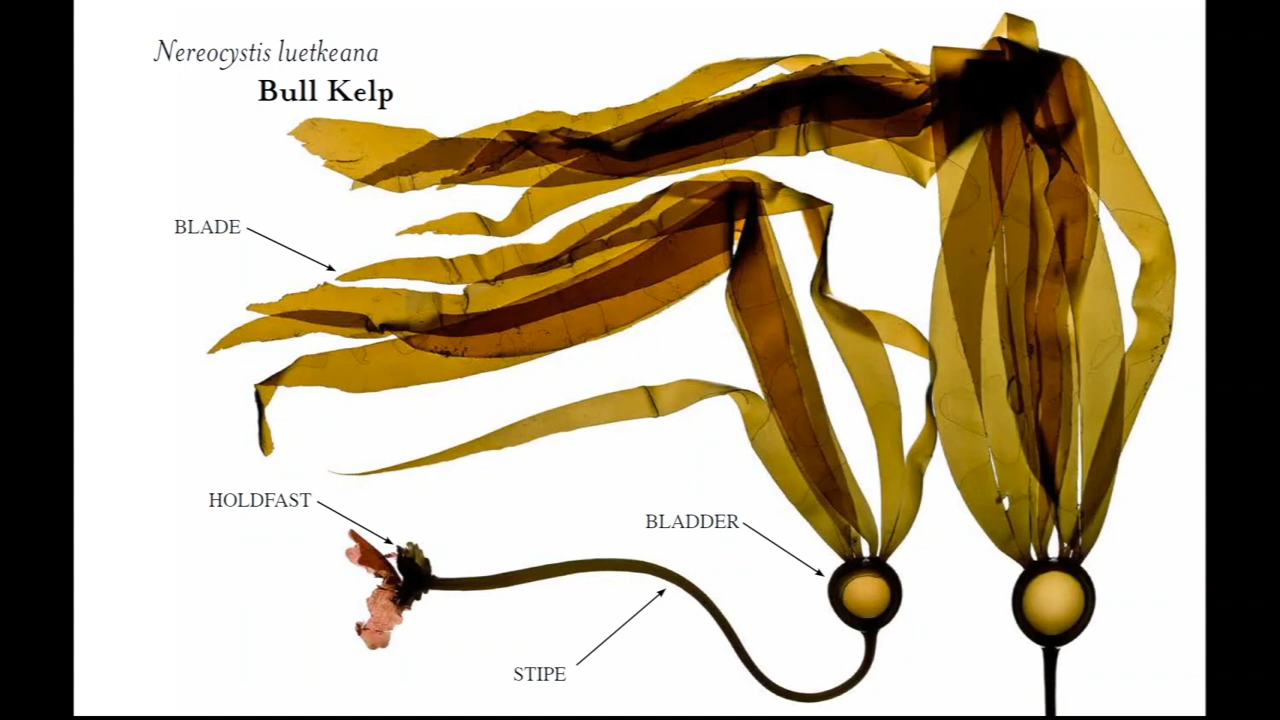 Nereocystis luetkeana
Bull Kelp
BLADE
HOLDFAST
BLADDER
STIPE